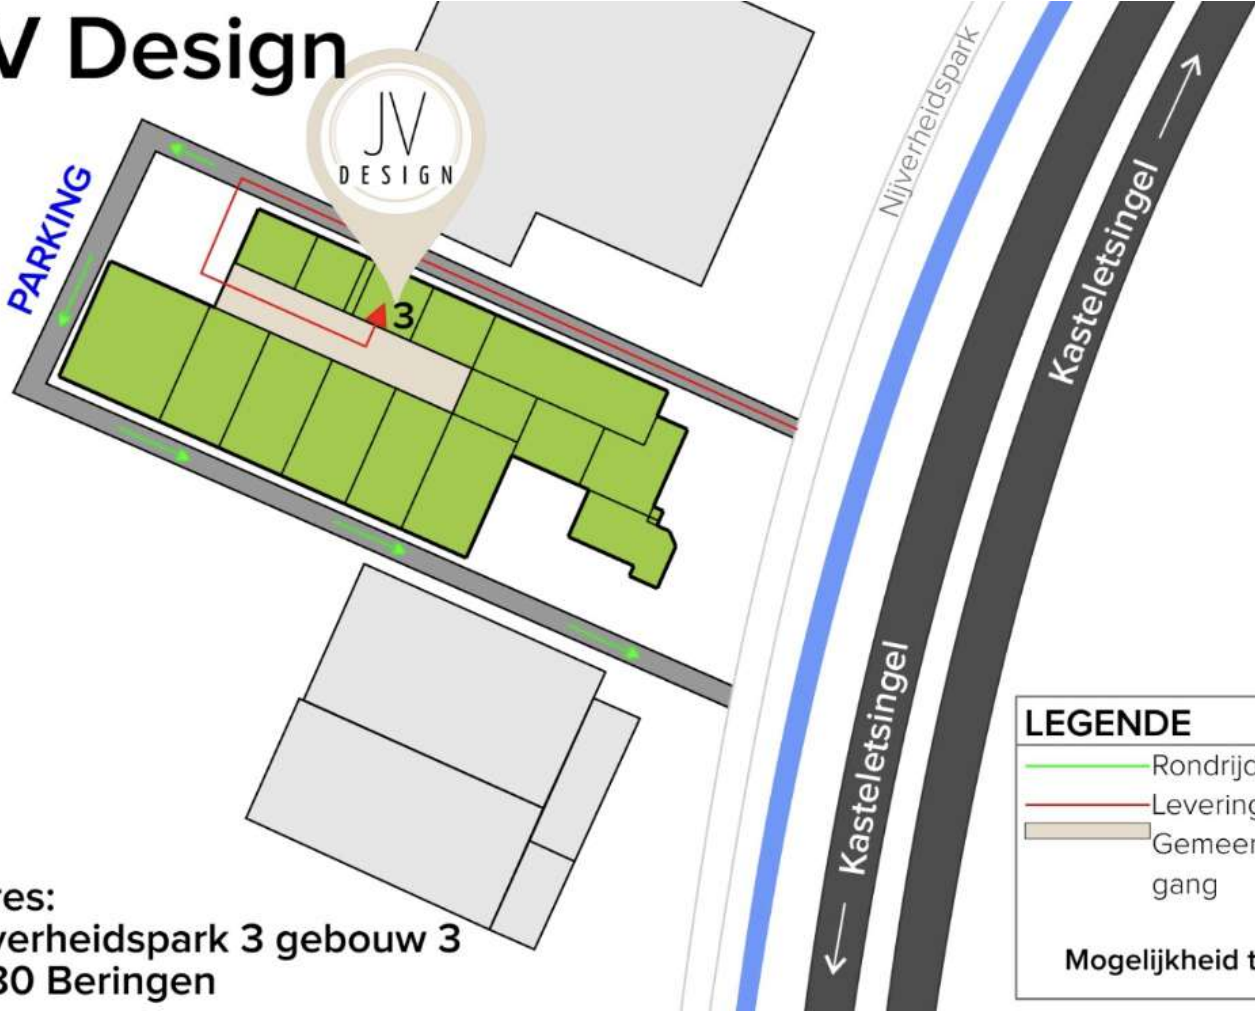 V Design
JV
DESIGN
PARKING
3
Nijverheidspark
Kasteletsingel
Kasteletsingel
LEGENDE
Rondrijd
Levering
Gemeen
gang
Mogelijkheid t
res:
verheidspark 3 gebouw 3
80 Beringen